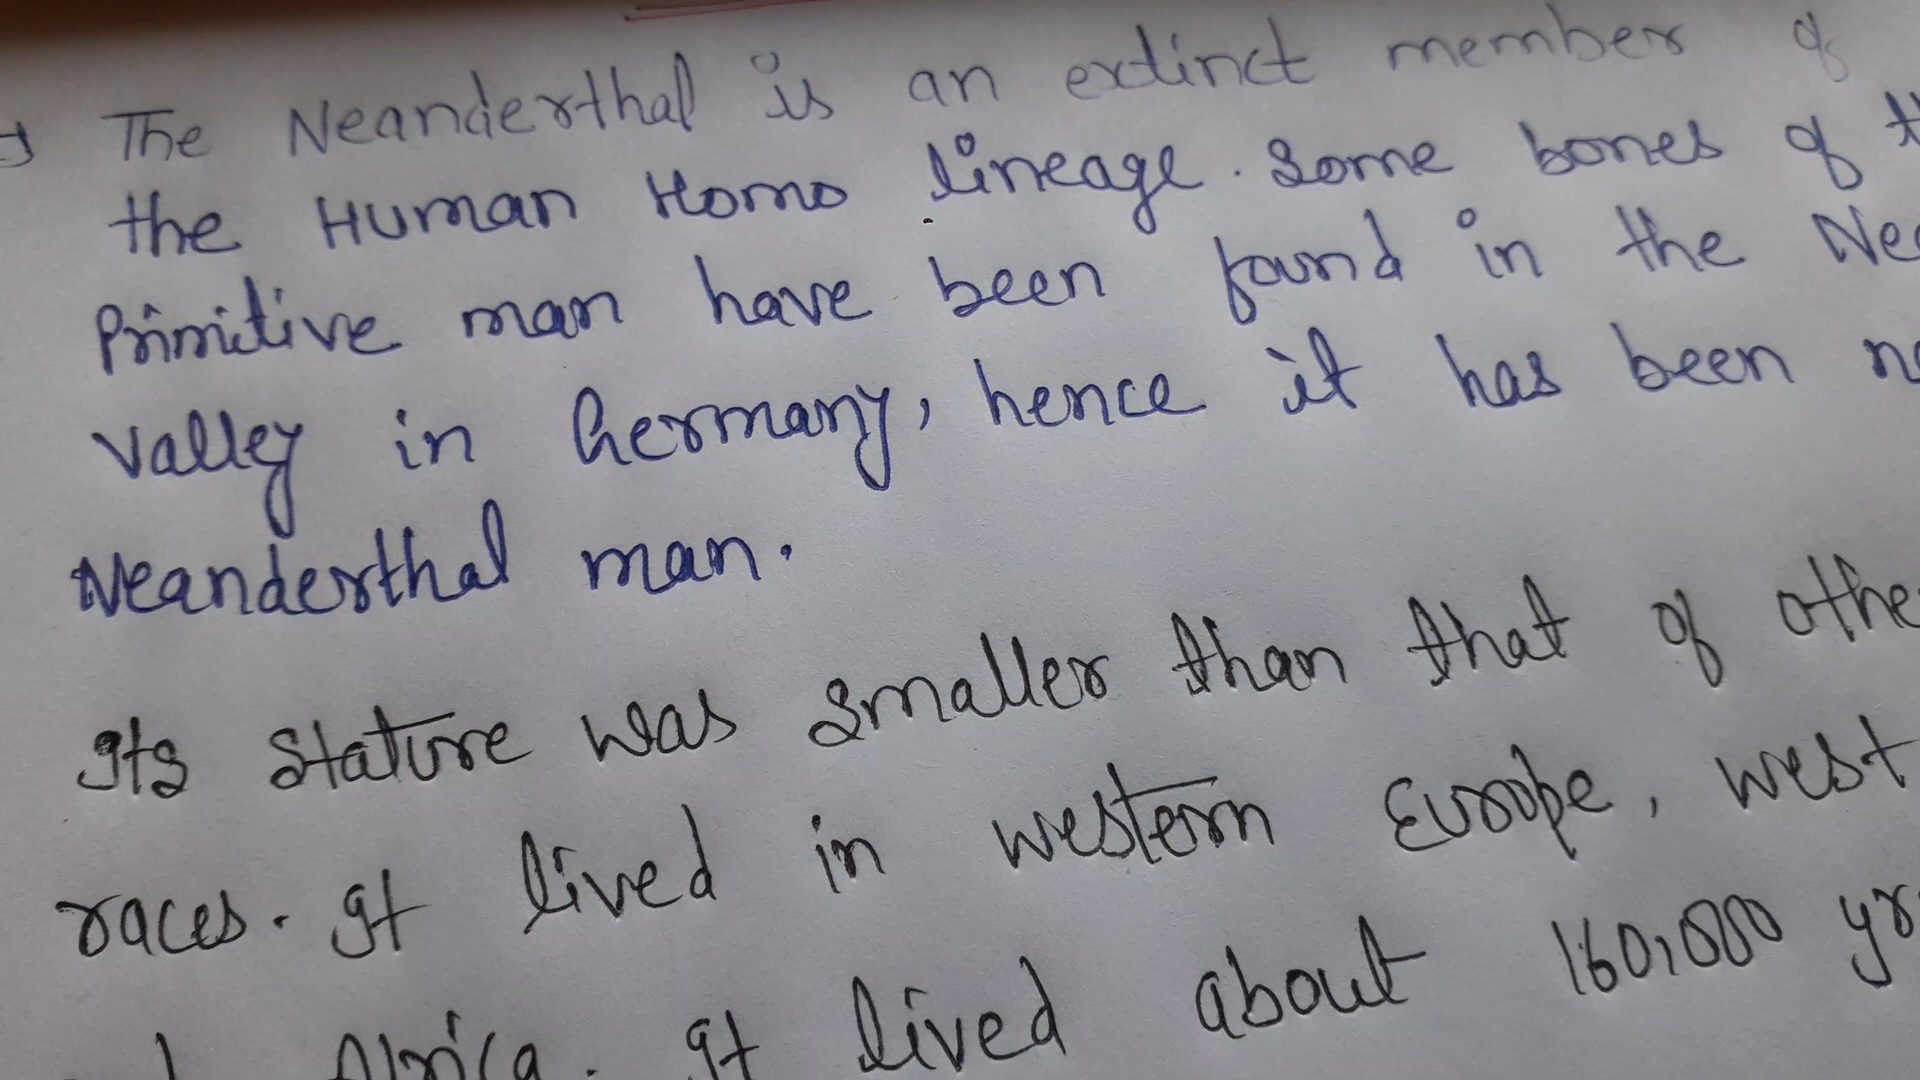 The Neanderthal is an extinct member of
the Human Homo lineage. Some bones of
Primitive man have been found in the
valley in Germany, hence it has been
Neanderthal man.
Its stature was smaller than that of
races. It lived in western Europe, west
Africa. It lived about 160,000